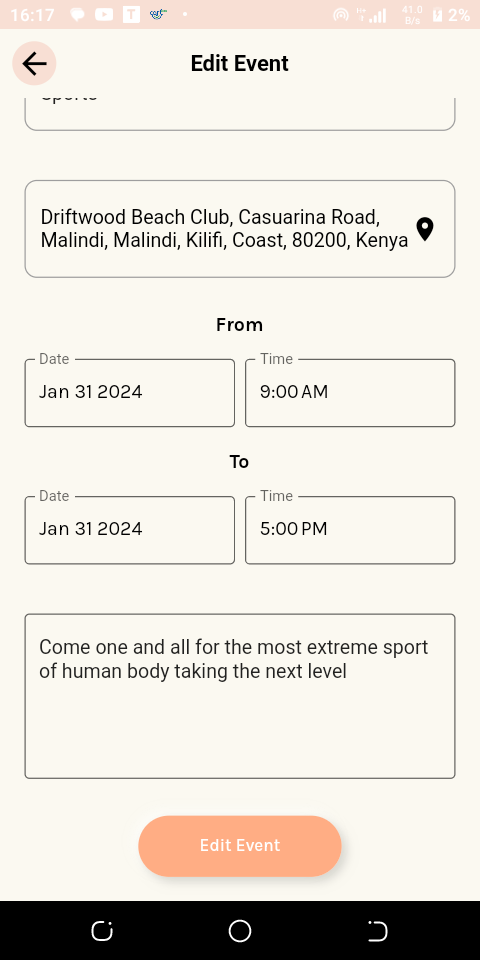 16:17
T
41.0
B/s
2%
Edit Event
Sports
Driftwood Beach Club, Casuarina Road,
Malindi, Malindi, Kilifi, Coast, 80200, Kenya
From
Date
Time
Jan 31 2024
9:00 AM
To
Date
Time
Jan 31 2024
5:00 PM
Come one and all for the most extreme sport
of human body taking the next level
Edit Event